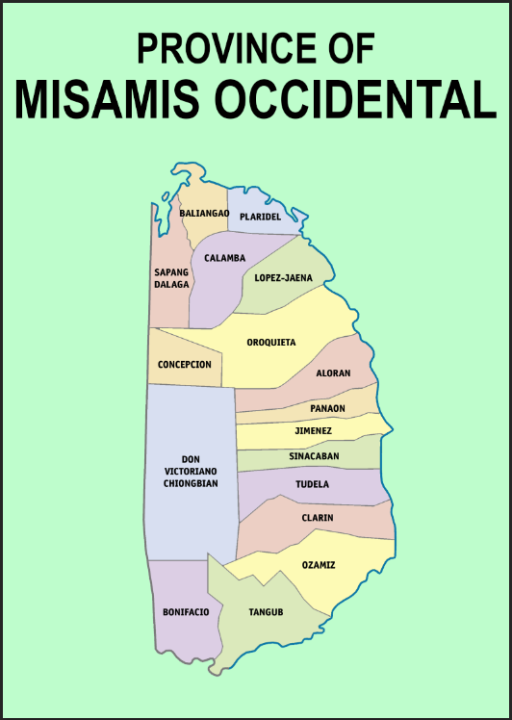 PROVINCE OF
MISAMIS OCCIDENTAL
BALIANGAO
PLARIDEL
CALAMBA
SAPANG
DALAGA
LOPEZ-JAENA
OROQUIETA
CONCEPCION
ALORAN
PANAON
JIMENEZ
SINACABAN
DON
VICTORIANO
CHIONGBIAN
TUDELA
CLARIN
OZAMIZ
BONIFACIO
TANGUB